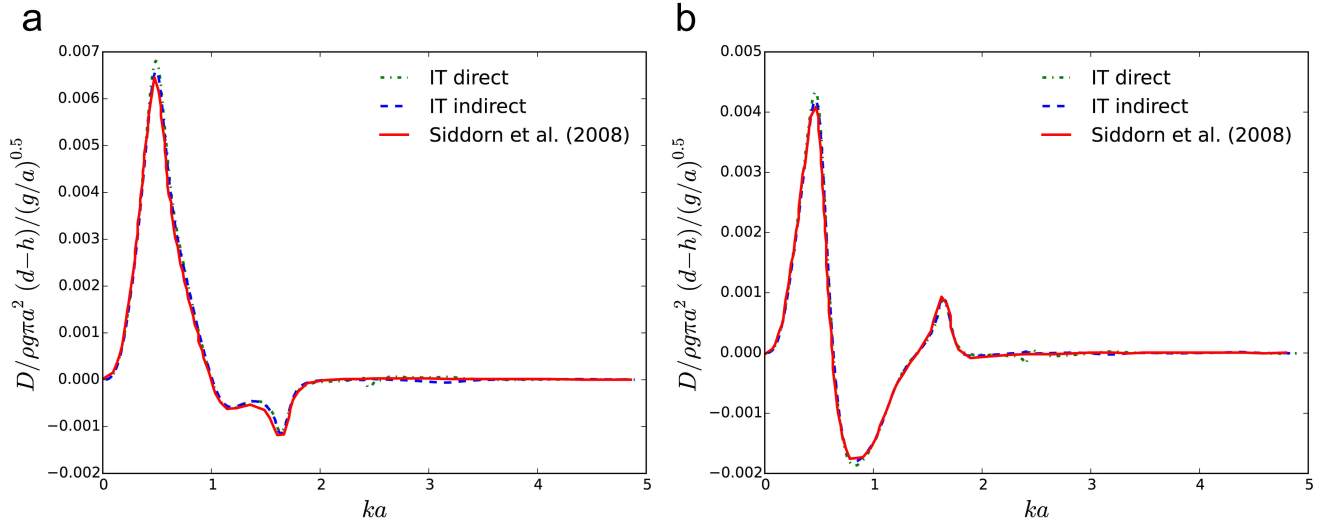 a
0.007
0.006
0.005
0.004
0.003
0.002
0.001
0.000
−0.001
−0.002
D/ρgπa² (d−h)/(g/a)^0.5
IT direct
IT indirect
Siddorn et al. (2008)
0 1 2 3 4 5
ka
b
0.005
0.004
0.003
0.002
0.001
0.000
−0.001
−0.002
D/ρgπa² (d−h)/(g/a)^0.5
IT direct
IT indirect
Siddorn et al. (2008)
0 1 2 3 4 5
ka